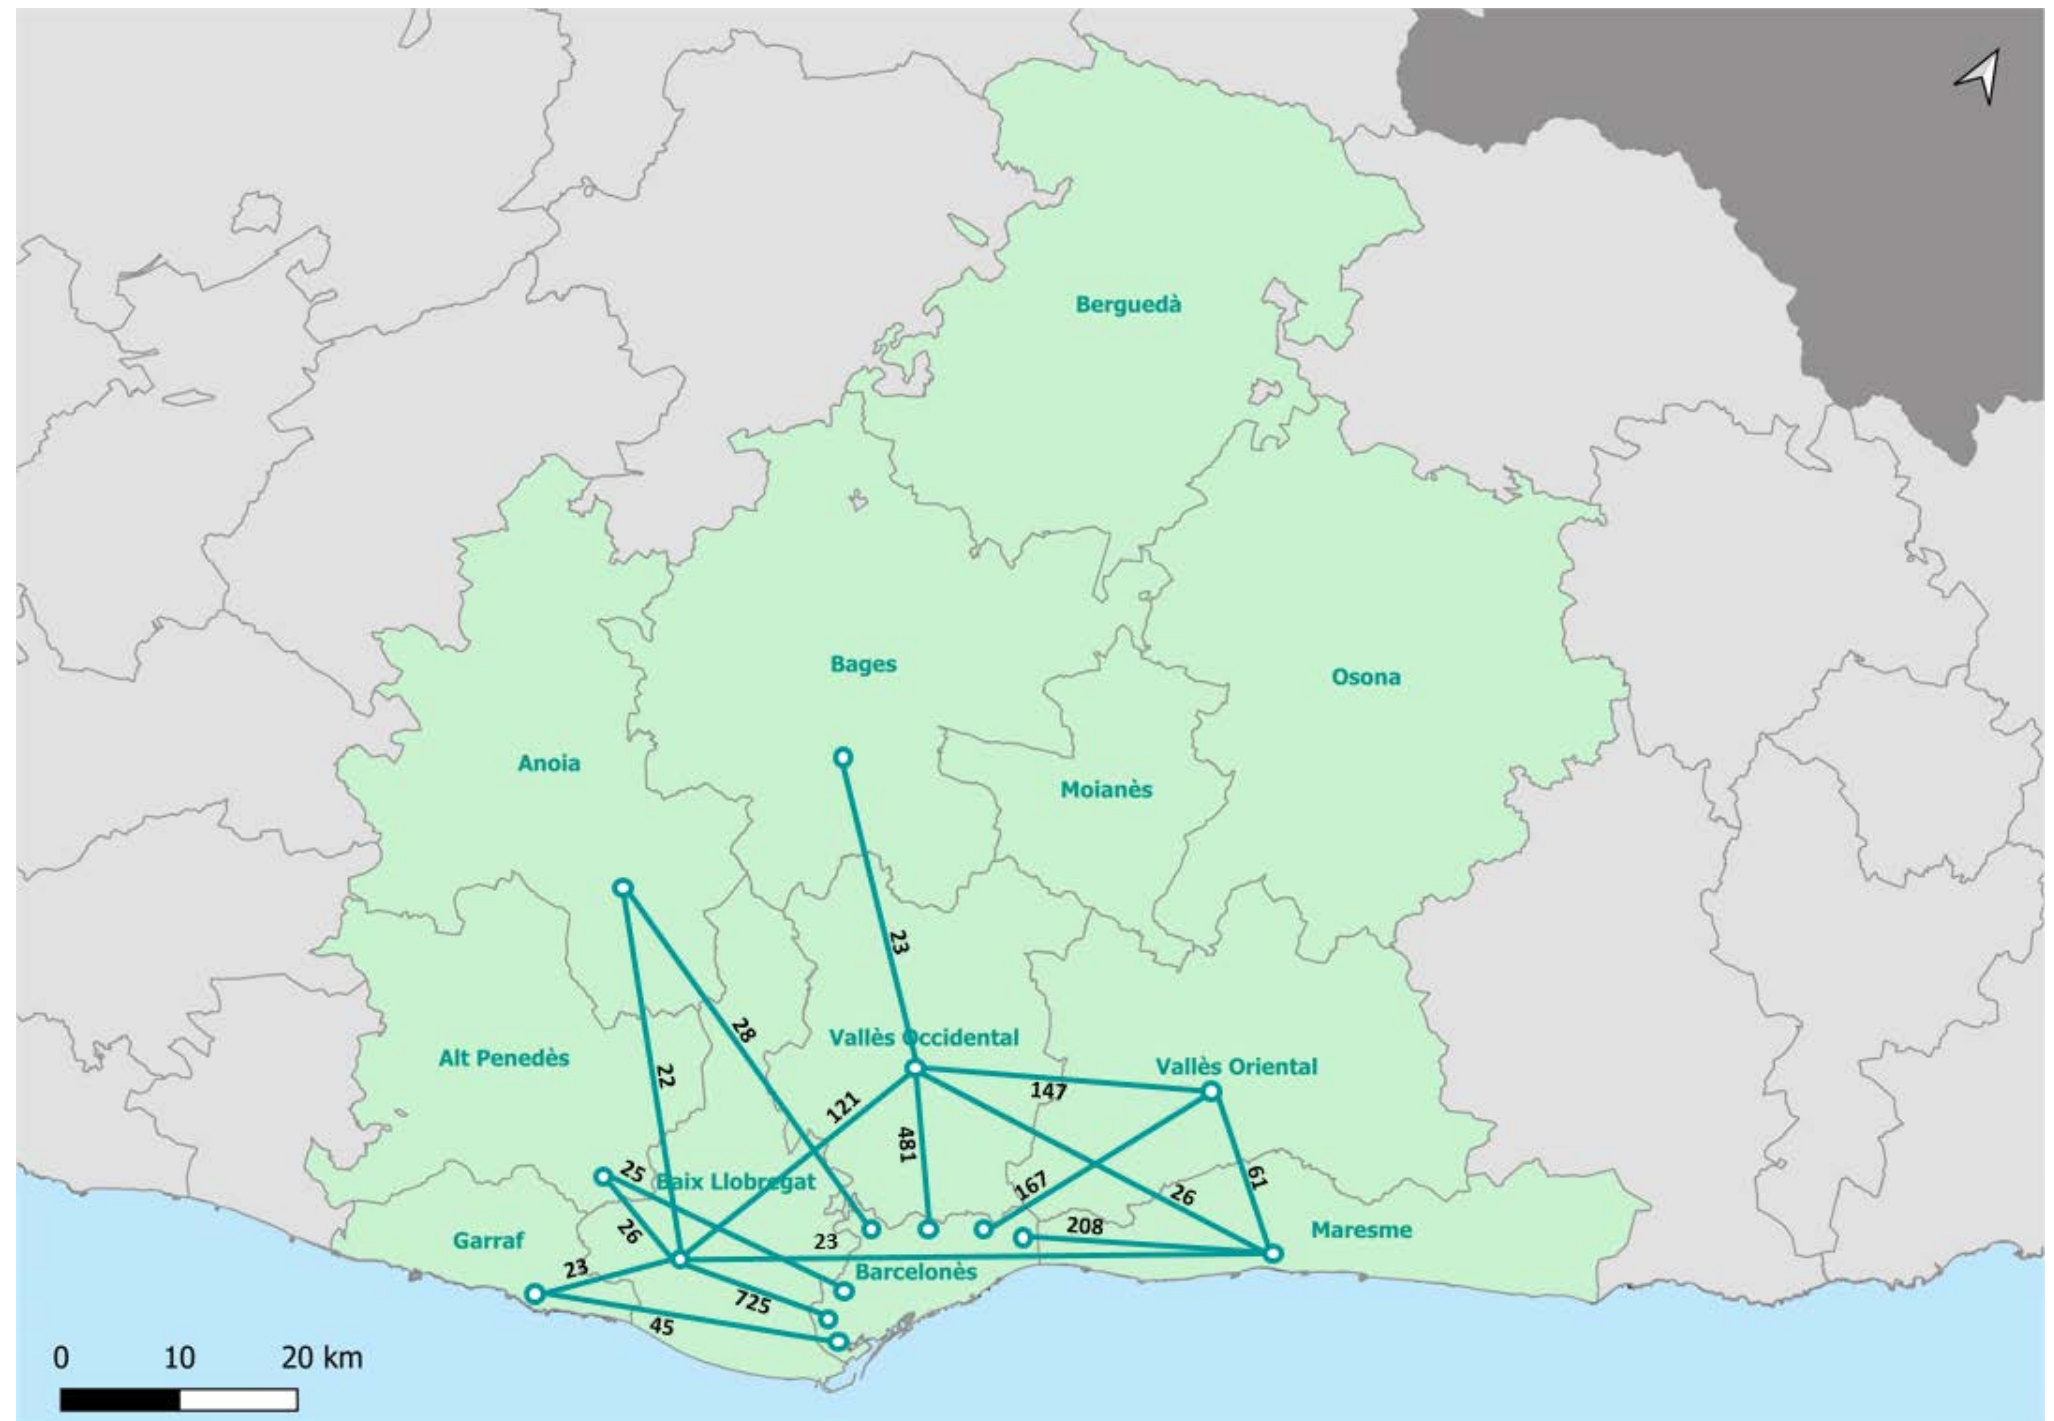 Berguedà
Bages
Osona
Anoia
Moianès
23
28
Vallès Occidental
Alt Penedès
Vallès Oriental
22
147
121
481
25
Baix Llobregat
167
26
61
208
Maresme
26
Garraf
23
23
Barcelonès
725
45
0 10 20 km